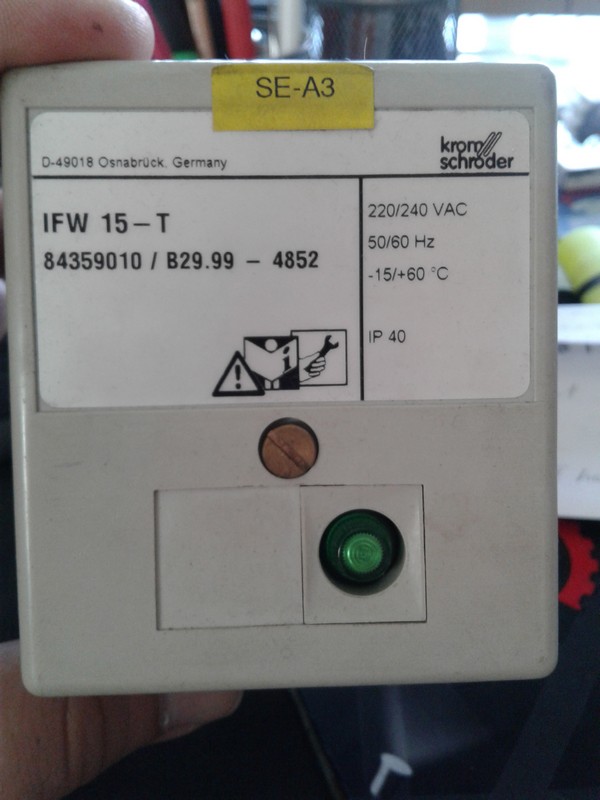 SE-A3
D-49018 Osnabrück, Germany
krom
schröder
IFW 15–T
84359010 / B29.99 – 4852
220/240 VAC
50/60 Hz
-15/+60 °C
IP 40